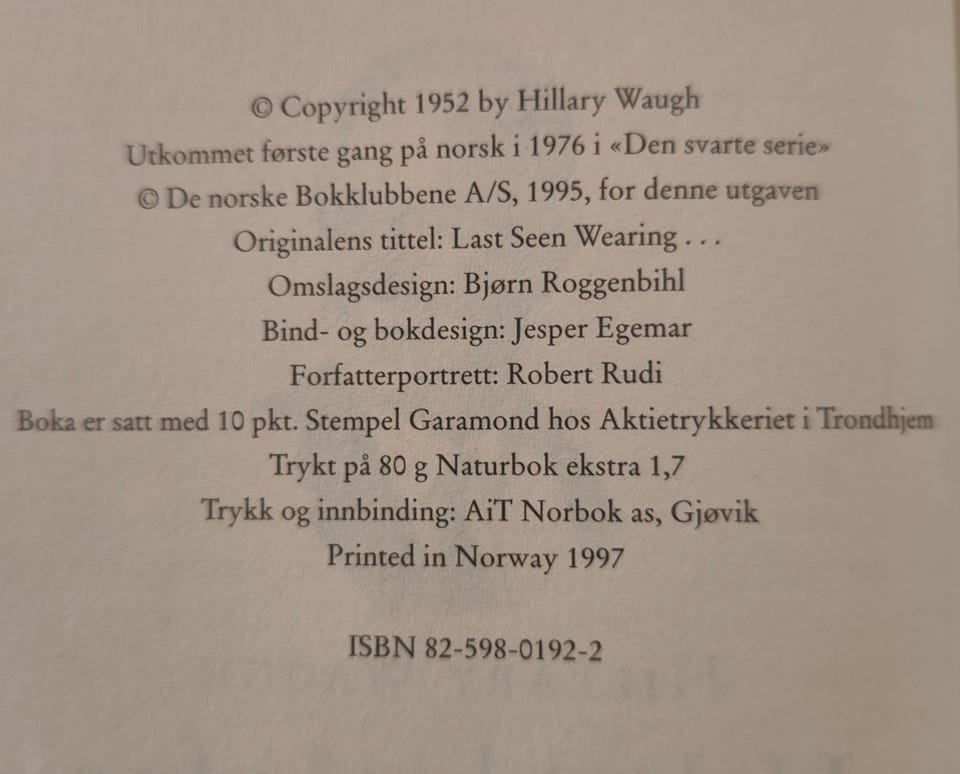 © Copyright 1952 by Hillary Waugh
Utkommet første gang på norsk i 1976 i «Den svarte serie»
© De norske Bokklubbene A/S, 1995, for denne utgaven
Originalens tittel: Last Seen Wearing . . .
Omslagsdesign: Bjørn Roggenbihl
Bind- og bokdesign: Jesper Egemar
Forfatterportrett: Robert Rudi
Boka er satt med 10 pkt. Stempel Garamond hos Aktietrykkeriet i Trondhjem
Trykt på 80 g Naturbok ekstra 1,7
Trykk og innbinding: AiT Norbok as, Gjøvik
Printed in Norway 1997
ISBN 82-598-0192-2